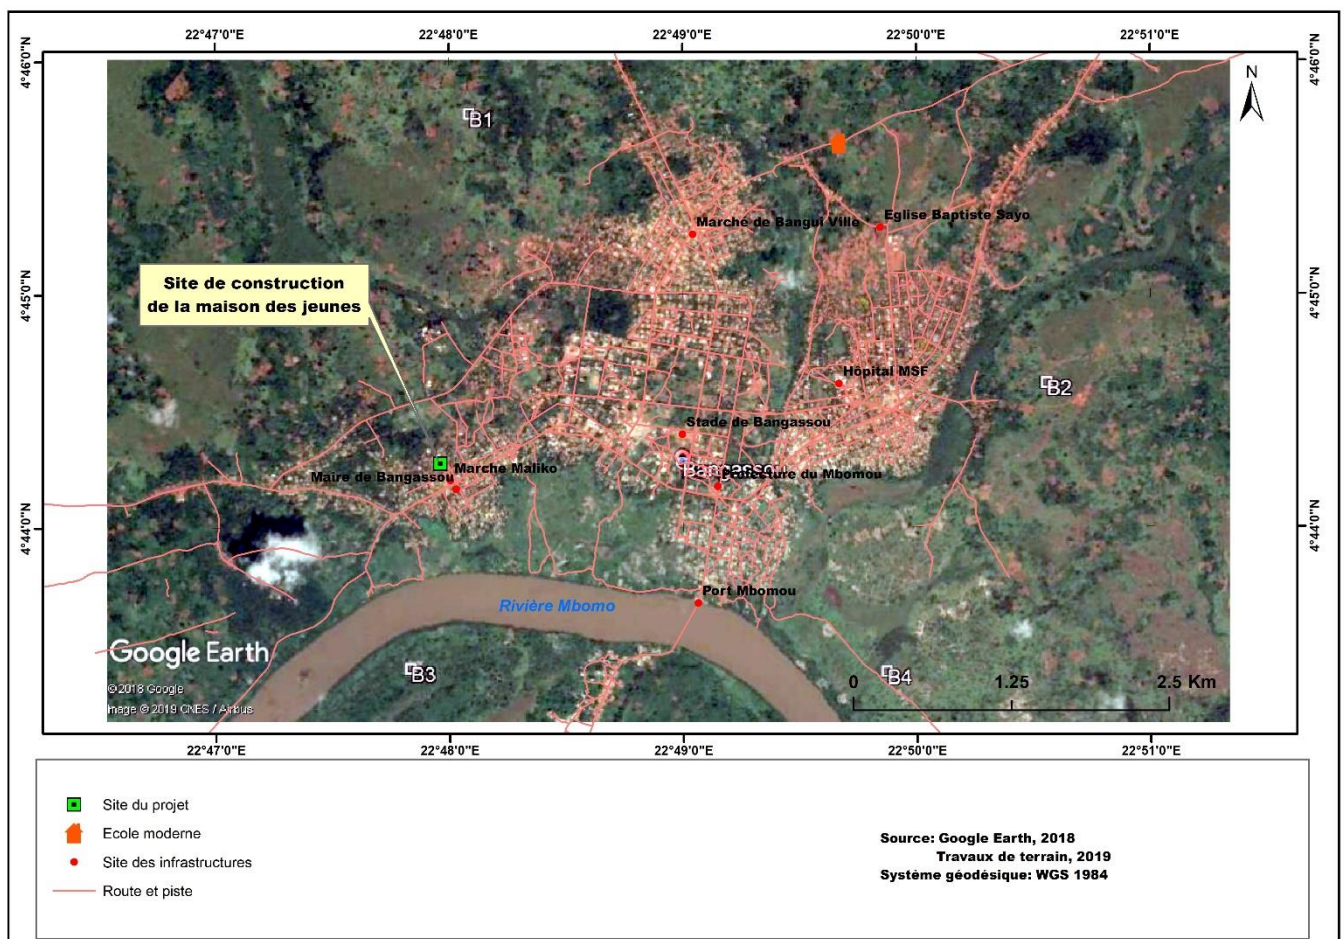 22°47'0"E 22°48'0"E 22°49'0"E 22°50'0"E 22°51'0"E
4°46'0"N 4°46'0"N
N
B1
Marché de Bangui Ville
Eglise Baptiste Sayo
4°45'0"N 4°45'0"N
Site de construction
de la maison des jeunes
Hôpital MSF
B2
Stade de Bangassou
Bangassou
Marche Maliko
Maire de Bangassou
Préfecture du Mbomou
4°44'0"N 4°44'0"N
Port Mbomou
Rivière Mbomo
Google Earth
© 2018 Google
Image © 2019 CNES / Airbus
B3
B4
0 1.25 2.5 Km
22°47'0"E 22°48'0"E 22°49'0"E 22°50'0"E 22°51'0"E
Site du projet
Ecole moderne
Site des infrastructures
Route et piste
Source: Google Earth, 2018
Travaux de terrain, 2019
Système géodésique: WGS 1984